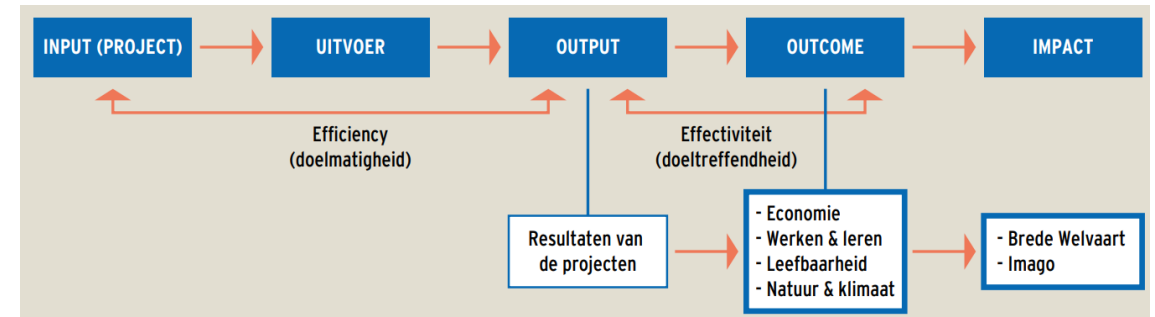 INPUT (PROJECT)
UITVOER
OUTPUT
OUTCOME
IMPACT
Efficiency
(doelmatigheid)
Effectiviteit
(doeltreffendheid)
Resultaten van
de projecten
- Economie
- Werken & leren
- Leefbaarheid
- Natuur & klimaat
- Brede Welvaart
- Imago